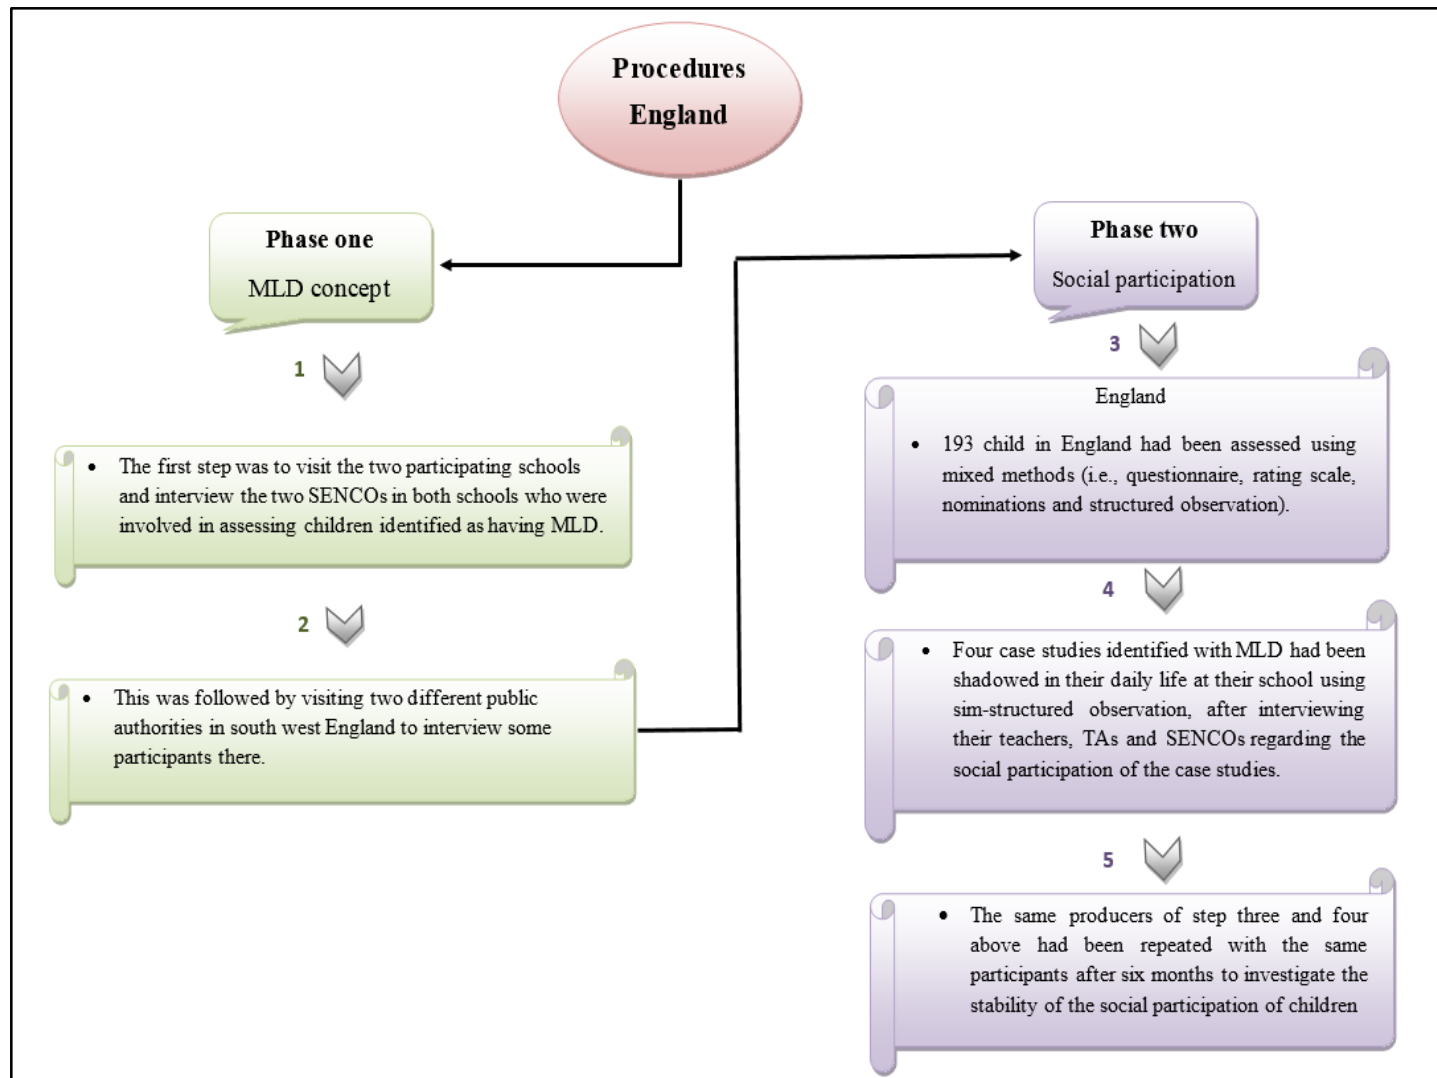 Procedures
England
Phase one
MLD concept
1
• The first step was to visit the two participating schools
and interview the two SENCOs in both schools who were
involved in assessing children identified as having MLD.
2
• This was followed by visiting two different public
authorities in south west England to interview some
participants there.
Phase two
Social participation
3
England
• 193 child in England had been assessed using
mixed methods (i.e., questionnaire, rating scale,
nominations and structured observation).
4
• Four case studies identified with MLD had been
shadowed in their daily life at their school using
sim-structured observation, after interviewing
their teachers, TAs and SENCOs regarding the
social participation of the case studies.
5
• The same producers of step three and four
above had been repeated with the same
participants after six months to investigate the
stability of the social participation of children